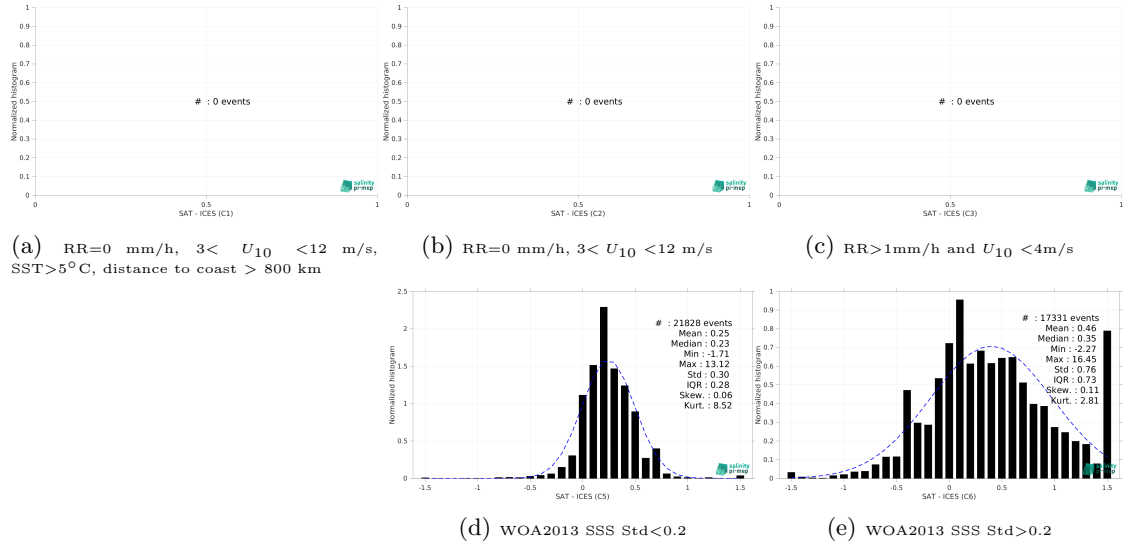 1
0.9
0.8
0.7
0.6
0.5
0.4
0.3
0.2
0.1
0
Normalized histogram
# : 0 events
salinity
pi-mep
0 0.5 1
SAT - ICES (C1)
1
0.9
0.8
0.7
0.6
0.5
0.4
0.3
0.2
0.1
0
Normalized histogram
# : 0 events
salinity
pi-mep
0 0.5 1
SAT - ICES (C2)
1
0.9
0.8
0.7
0.6
0.5
0.4
0.3
0.2
0.1
0
Normalized histogram
# : 0 events
salinity
pi-mep
0 0.5 1
SAT - ICES (C3)
(a) RR=0 mm/h, 3< U10 <12 m/s,
SST>5°C, distance to coast > 800 km
(b) RR=0 mm/h, 3< U10 <12 m/s
(c) RR>1mm/h and U10 <4m/s
2.5
2
1.5
1
0.5
0
Normalized histogram
# : 21828 events
Mean : 0.25
Median : 0.23
Min : -1.71
Max : 13.12
Std : 0.30
IQR : 0.28
Skew. : 0.06
Kurt. : 8.52
salinity
pi-mep
-1.5 -1 -0.5 0 0.5 1 1.5
SAT - ICES (C5)
1
0.9
0.8
0.7
0.6
0.5
0.4
0.3
0.2
0.1
0
Normalized histogram
# : 17331 events
Mean : 0.46
Median : 0.35
Min : -2.27
Max : 16.45
Std : 0.76
IQR : 0.73
Skew. : 0.11
Kurt. : 2.81
salinity
pi-mep
-1.5 -1 -0.5 0 0.5 1 1.5
SAT - ICES (C6)
(d) WOA2013 SSS Std<0.2
(e) WOA2013 SSS Std>0.2